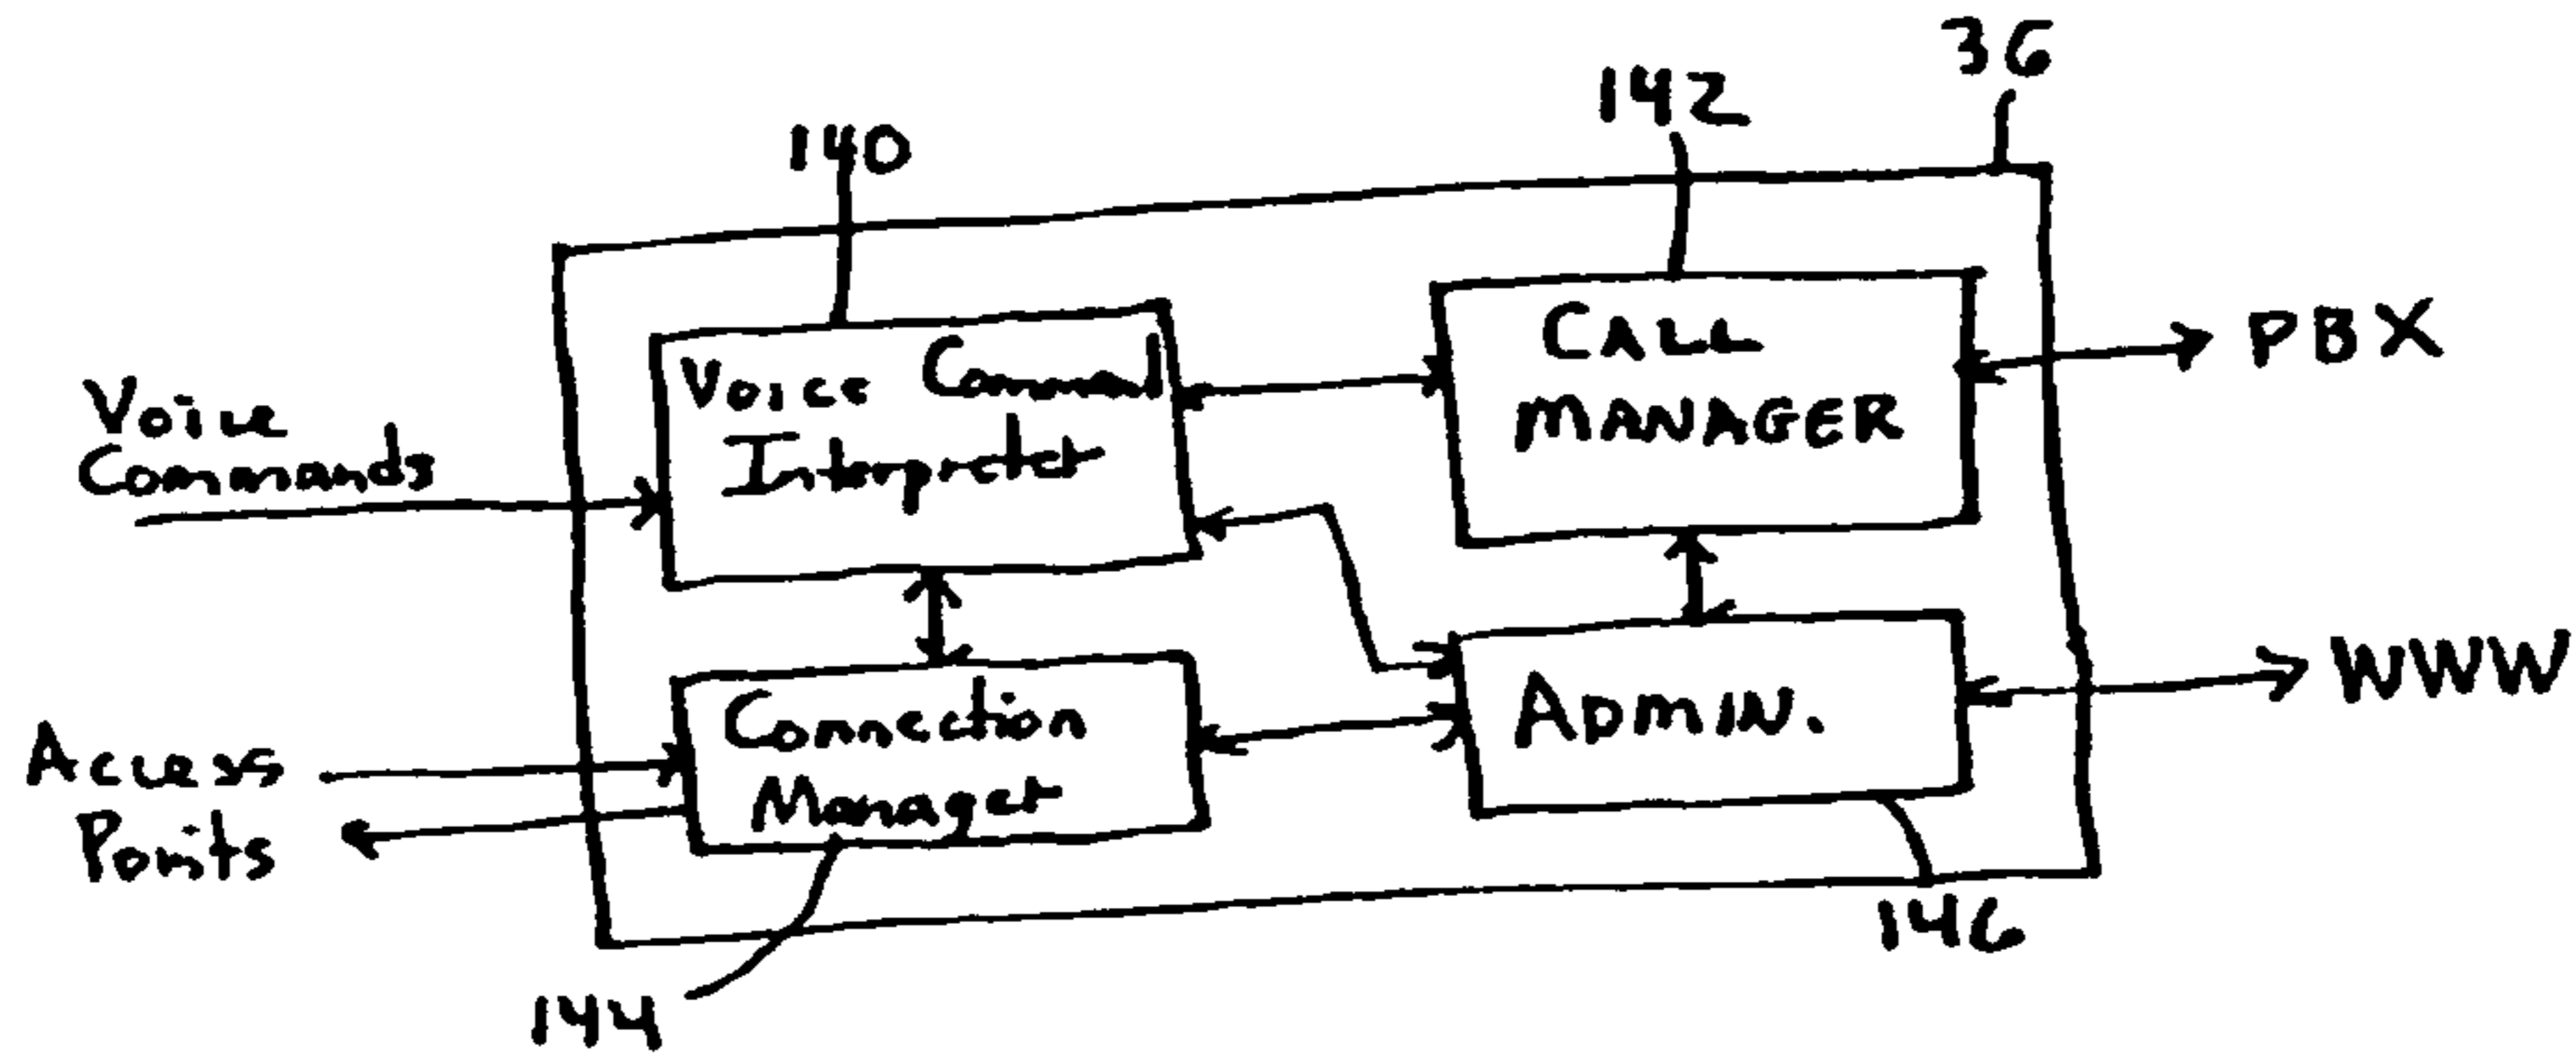 36
142
140
Voice Command
Interpreter
CALL
MANAGER
PBX
Voice
Commands
Connection
Manager
ADMIN.
WWW
Access
Points
146
144